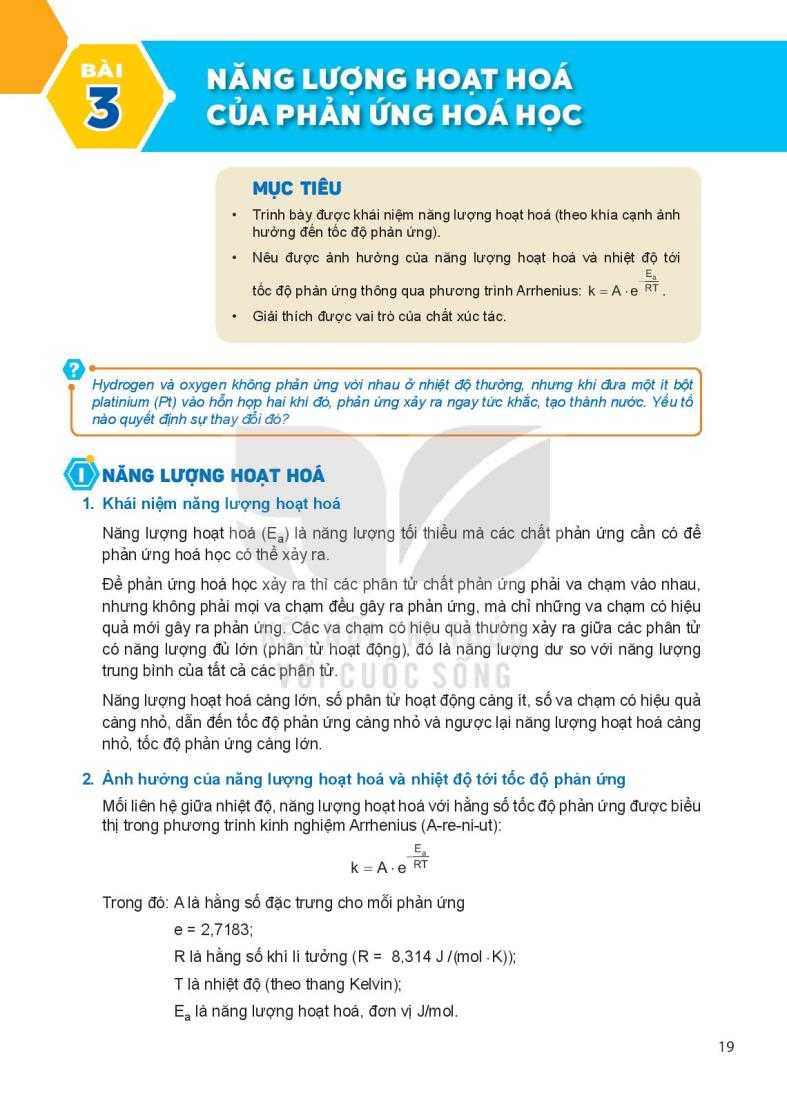 BÀI
3
NĂNG LƯỢNG HOẠT HOÁ
CỦA PHẢN ỨNG HOÁ HỌC
MỤC TIÊU
• Trình bày được khái niệm năng lượng hoạt hoá (theo khía cạnh ảnh
hưởng đến tốc độ phản ứng).
• Nêu được ảnh hưởng của năng lượng hoạt hoá và nhiệt độ tới
tốc độ phản ứng thông qua phương trình Arrhenius: k = A · e^(-Eₐ/RT).
• Giải thích được vai trò của chất xúc tác.
?
Hydrogen và oxygen không phản ứng với nhau ở nhiệt độ thường, nhưng khi đưa một ít bột
platinium (Pt) vào hỗn hợp hai khí đó, phản ứng xảy ra ngay tức khắc, tạo thành nước. Yếu tố
nào quyết định sự thay đổi đó?
I NĂNG LƯỢNG HOẠT HOÁ
1. Khái niệm năng lượng hoạt hoá
Năng lượng hoạt hoá (Eₐ) là năng lượng tối thiểu mà các chất phản ứng cần có để
phản ứng hoá học có thể xảy ra.
Để phản ứng hoá học xảy ra thì các phân tử chất phản ứng phải va chạm vào nhau,
nhưng không phải mọi va chạm đều gây ra phản ứng, mà chỉ những va chạm có hiệu
quả mới gây ra phản ứng. Các va chạm có hiệu quả thường xảy ra giữa các phân tử
có năng lượng đủ lớn (phân tử hoạt động), đó là năng lượng dư so với năng lượng
trung bình của tất cả các phân tử.
Năng lượng hoạt hoá càng lớn, số phân tử hoạt động càng ít, số va chạm có hiệu quả
càng nhỏ, dẫn đến tốc độ phản ứng càng nhỏ và ngược lại năng lượng hoạt hoá càng
nhỏ, tốc độ phản ứng càng lớn.
KẾT NỐI TRI THỨC
VỚI CUỘC SỐNG
2. Ảnh hưởng của năng lượng hoạt hoá và nhiệt độ tới tốc độ phản ứng
Mối liên hệ giữa nhiệt độ, năng lượng hoạt hoá với hằng số tốc độ phản ứng được biểu
thị trong phương trình kinh nghiệm Arrhenius (A-re-ni-ut):
k = A · e^(-Eₐ/RT)
Trong đó: A là hằng số đặc trưng cho mỗi phản ứng
e = 2,7183;
R là hằng số khí lí tưởng (R = 8,314 J /(mol · K));
T là nhiệt độ (theo thang Kelvin);
Eₐ là năng lượng hoạt hoá, đơn vị J/mol.
19